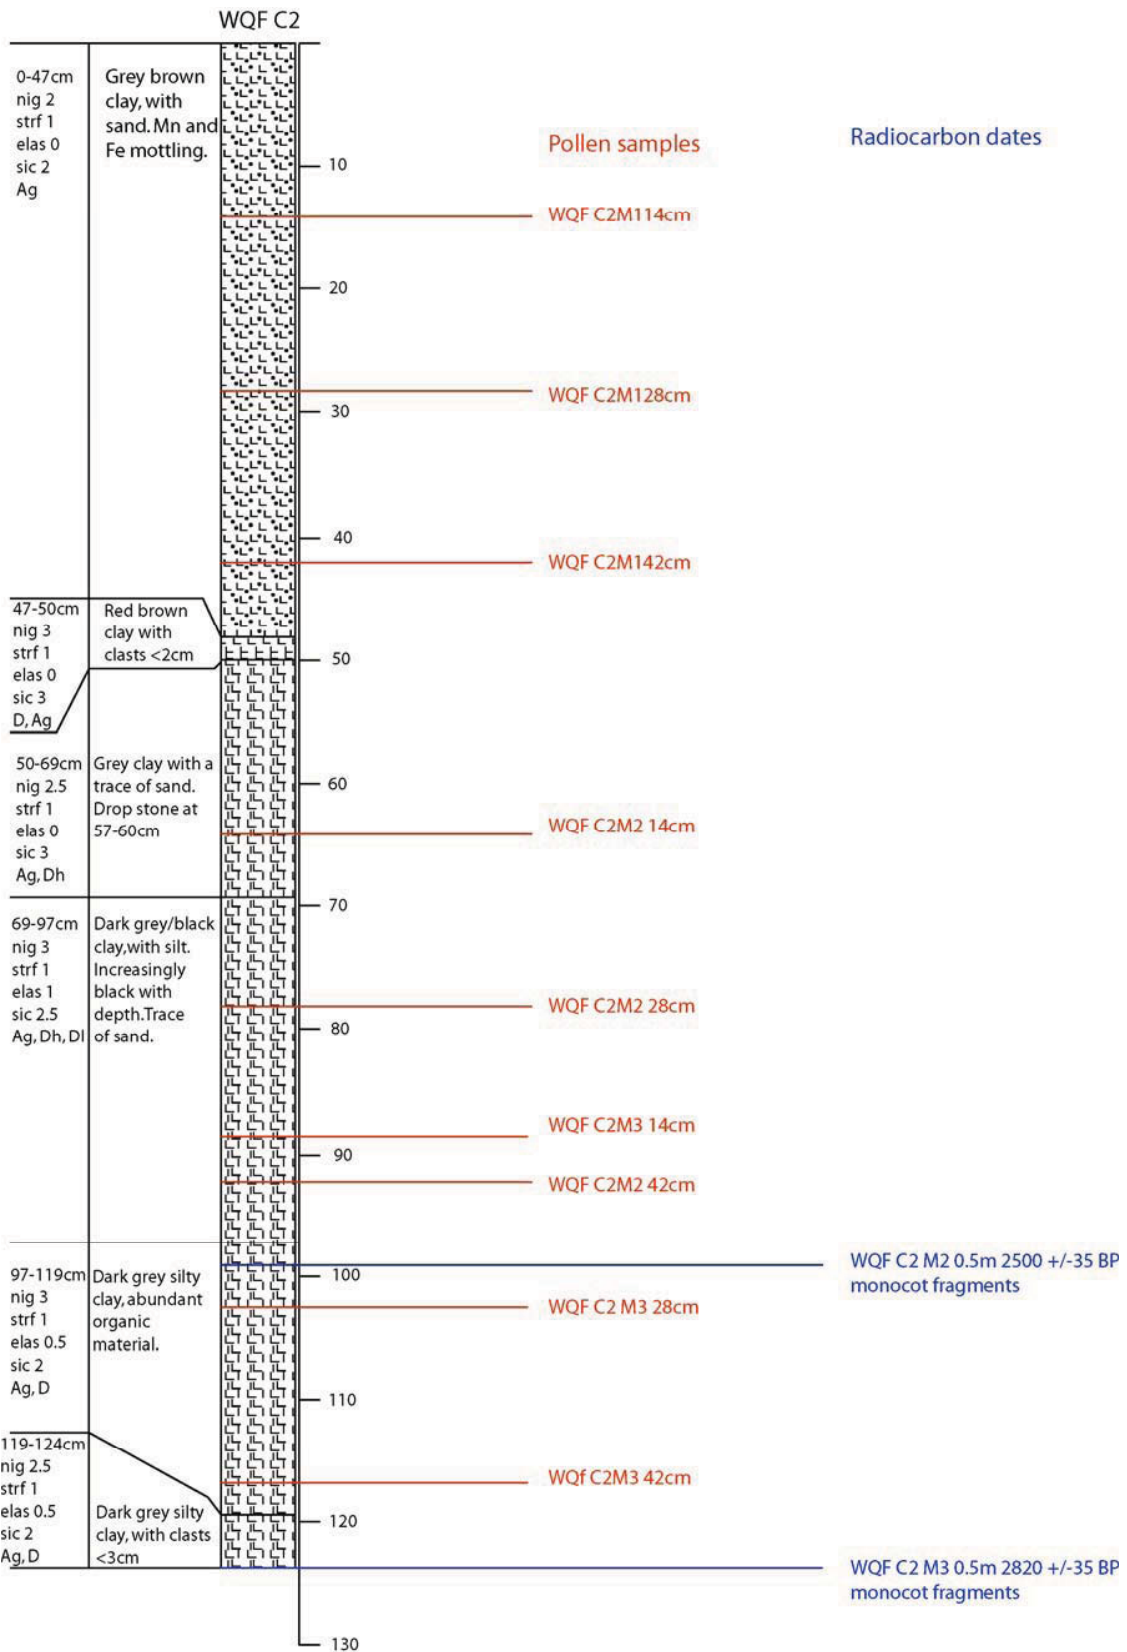 WQF C2
0-47cm
nig 2
strf 1
elas 0
sic 2
Ag
Grey brown
clay, with
sand. Mn and
Fe mottling.
47-50cm
nig 3
strf 1
elas 0
sic 3
D, Ag
Red brown
clay with
clasts <2cm
50-69cm
nig 2.5
strf 1
elas 0
sic 3
Ag, Dh
Grey clay with a
trace of sand.
Drop stone at
57-60cm
69-97cm
nig 3
strf 1
elas 1
sic 2.5
Ag, Dh, Dl
Dark grey/black
clay, with silt.
Increasingly
black with
depth. Trace
of sand.
97-119cm
nig 3
strf 1
elas 0.5
sic 2
Ag, D
Dark grey silty
clay, abundant
organic
material.
119-124cm
nig 2.5
strf 1
elas 0.5
sic 2
Ag, D
Dark grey silty
clay, with clasts
<3cm
10
20
30
40
50
60
70
80
90
100
110
120
130
Pollen samples
WQF C2M114cm
WQF C2M128cm
WQF C2M142cm
WQF C2M2 14cm
WQF C2M2 28cm
WQF C2M3 14cm
WQF C2M2 42cm
WQF C2 M3 28cm
WQf C2M3 42cm
Radiocarbon dates
WQF C2 M2 0.5m 2500 +/-35 BP
monocot fragments
WQF C2 M3 0.5m 2820 +/-35 BP
monocot fragments